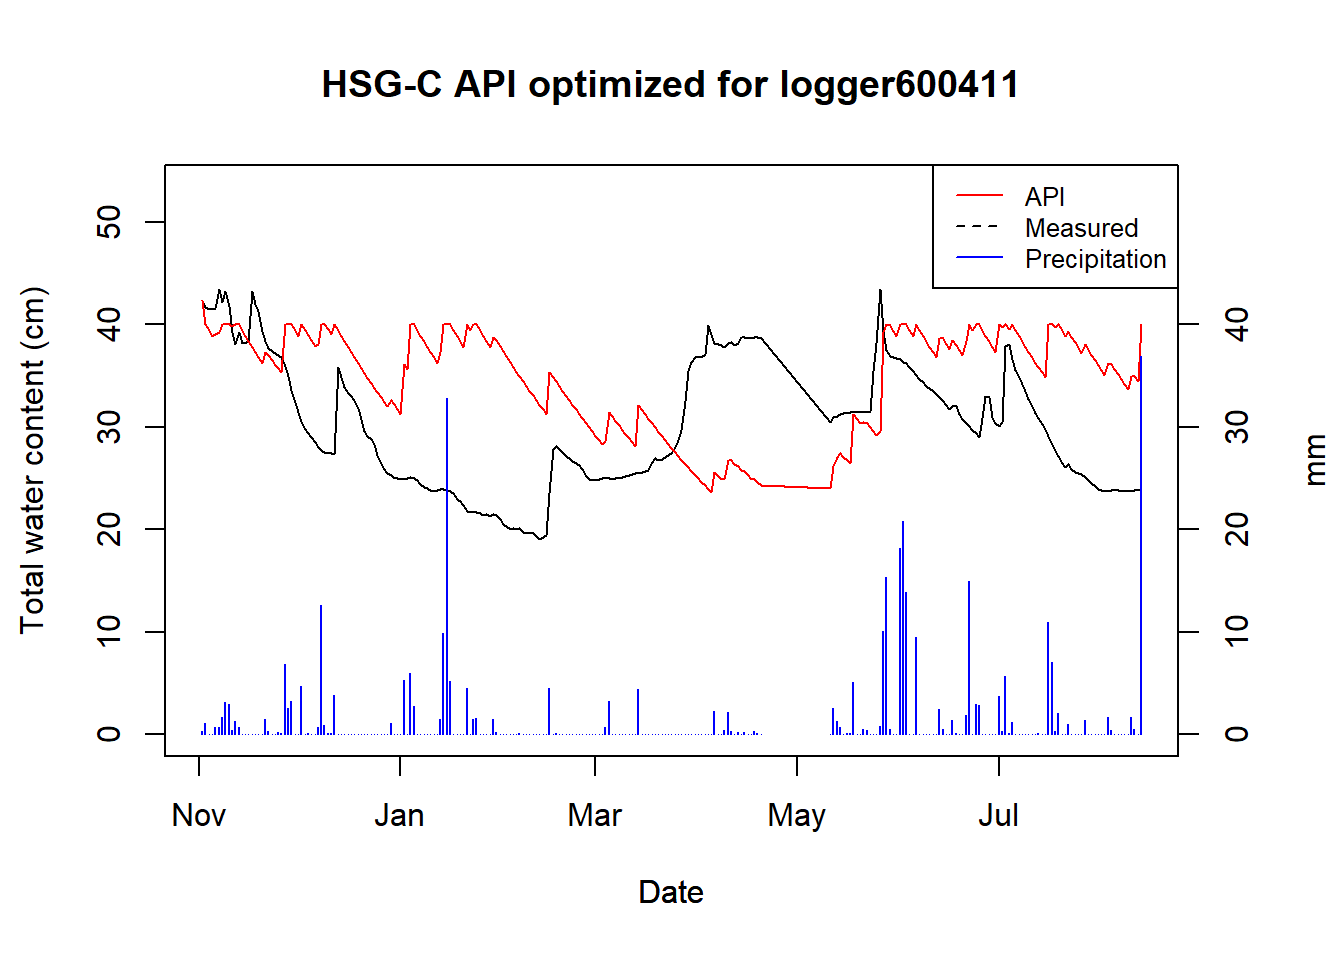 HSG-C API optimized for logger600411
API
Measured
Precipitation
Total water content (cm)
50
40
30
20
10
0
40
30
20
10
0
mm
Nov Jan Mar May Jul
Date